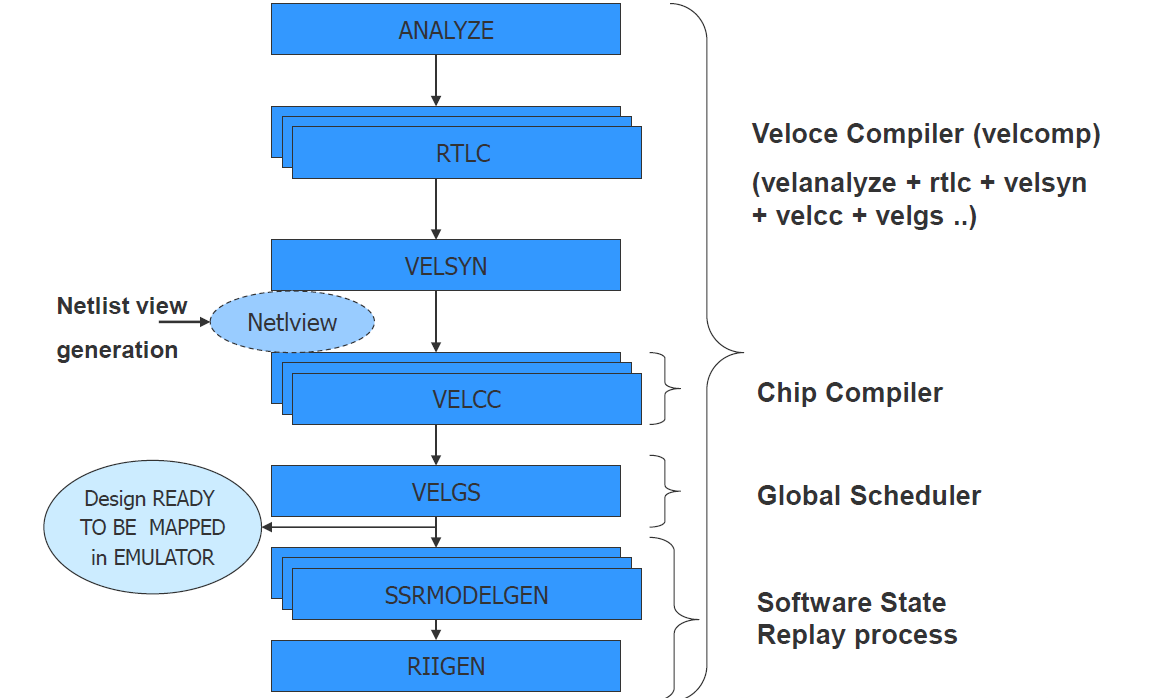 ANALYZE
RTLC
Veloce Compiler (velcomp)
(velanalyze + rtlc + velsyn
+ velcc + velgs ..)
VELSYN
Netlist view
generation
Netlview
VELCC
Chip Compiler
VELGS
Global Scheduler
Design READY
TO BE MAPPED
in EMULATOR
SSRMODELGEN
Software State
Replay process
RIIGEN